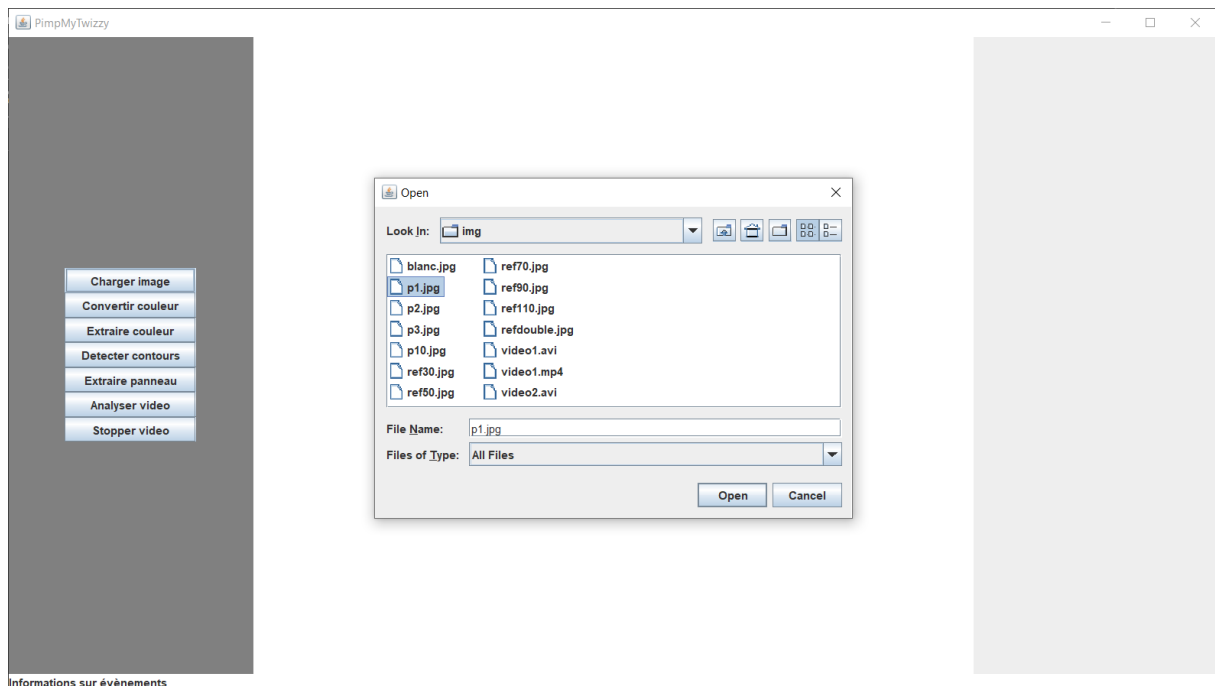 PimpMyTwizzy
Open
Look In: img
blanc.jpg ref70.jpg
p1.jpg ref90.jpg
p2.jpg ref110.jpg
p3.jpg refdouble.jpg
p10.jpg video1.avi
ref30.jpg video1.mp4
ref50.jpg video2.avi
File Name: p1.jpg
Files of Type: All Files
Open Cancel
Charger image
Convertir couleur
Extraire couleur
Detecter contours
Extraire panneau
Analyser video
Stopper video
Informations sur évènements